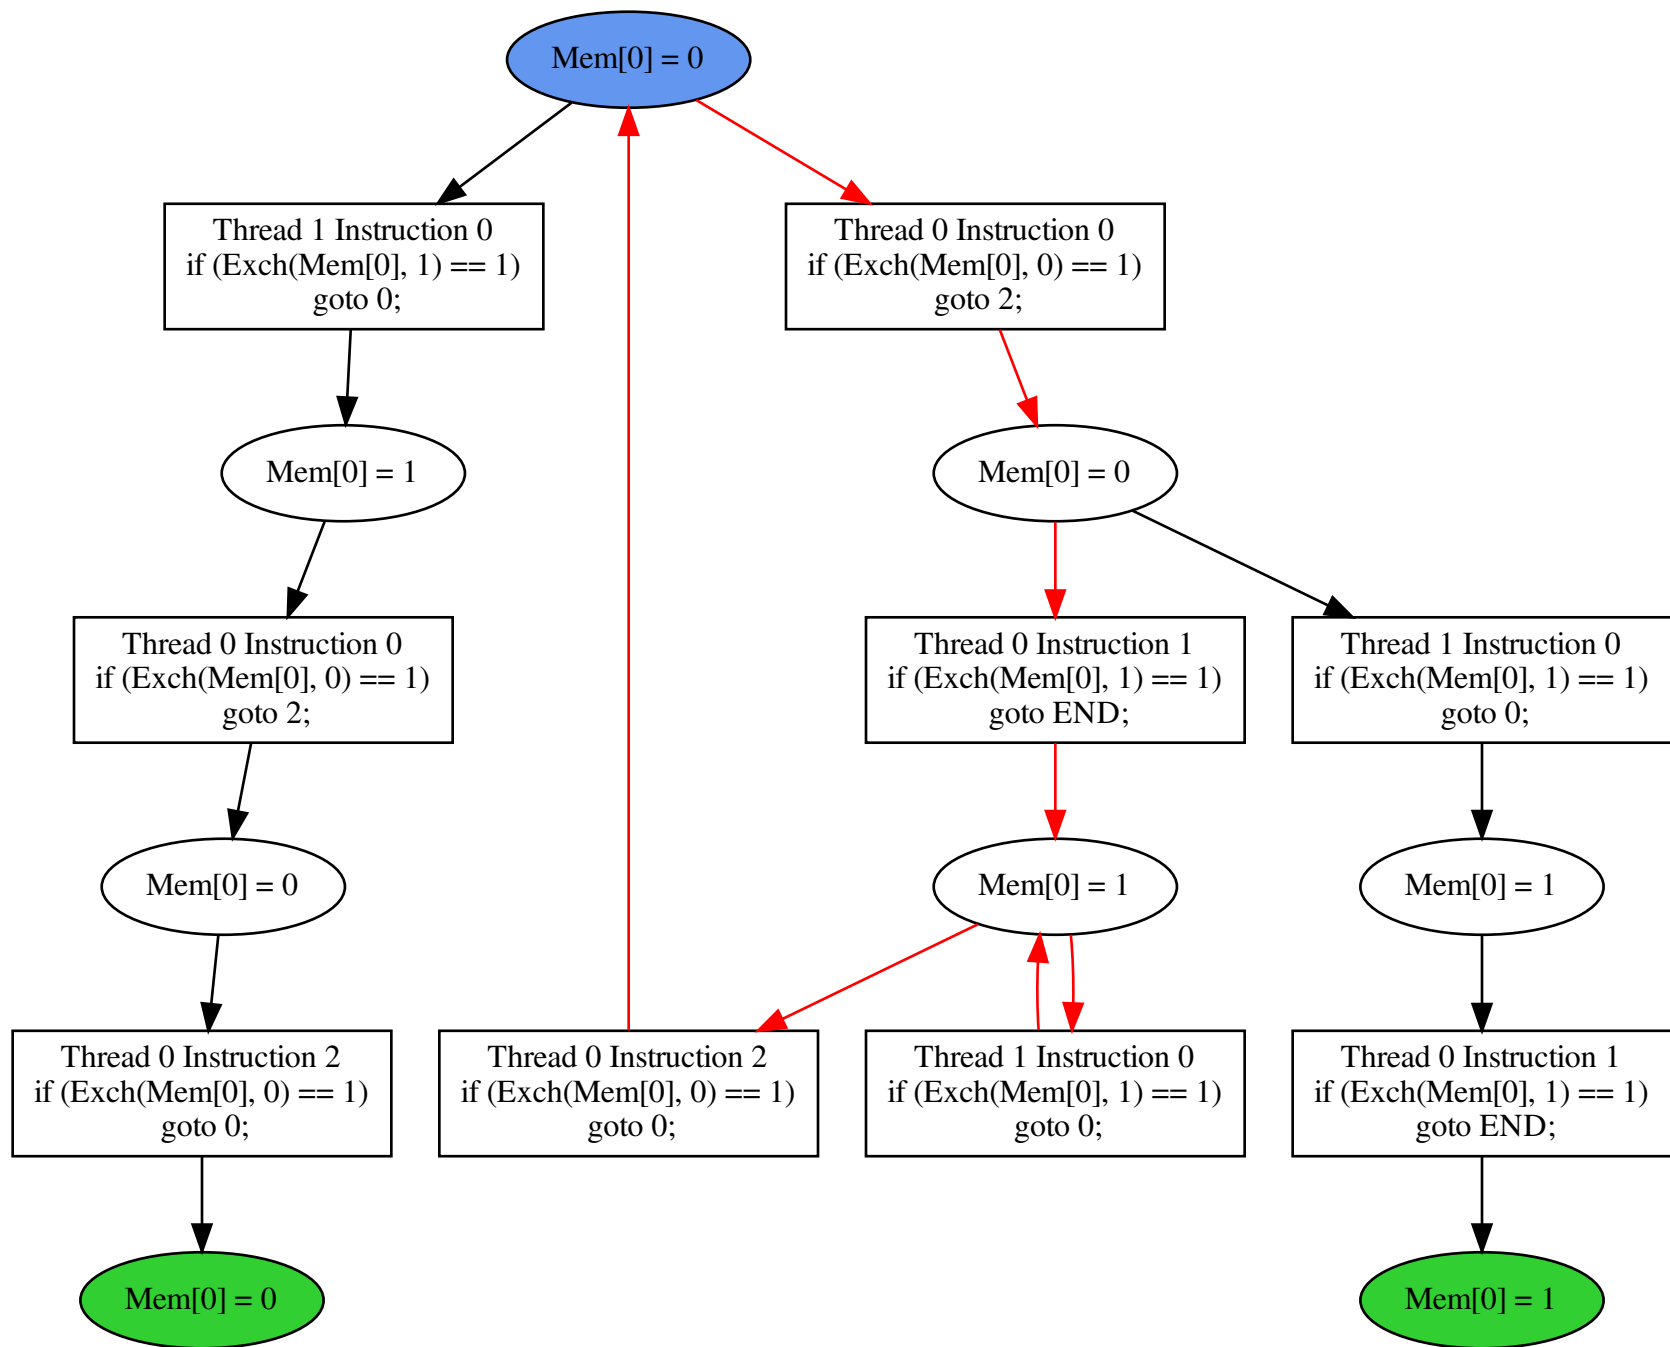 Mem[0] = 0
Thread 1 Instruction 0
if (Exch(Mem[0], 1) == 1)
goto 0;
Thread 0 Instruction 0
if (Exch(Mem[0], 0) == 1)
goto 2;
Mem[0] = 1
Mem[0] = 0
Thread 0 Instruction 0
if (Exch(Mem[0], 0) == 1)
goto 2;
Thread 0 Instruction 1
if (Exch(Mem[0], 1) == 1)
goto END;
Thread 1 Instruction 0
if (Exch(Mem[0], 1) == 1)
goto 0;
Mem[0] = 0
Mem[0] = 1
Mem[0] = 1
Thread 0 Instruction 2
if (Exch(Mem[0], 0) == 1)
goto 0;
Thread 0 Instruction 2
if (Exch(Mem[0], 0) == 1)
goto 0;
Thread 1 Instruction 0
if (Exch(Mem[0], 1) == 1)
goto 0;
Thread 0 Instruction 1
if (Exch(Mem[0], 1) == 1)
goto END;
Mem[0] = 0
Mem[0] = 1